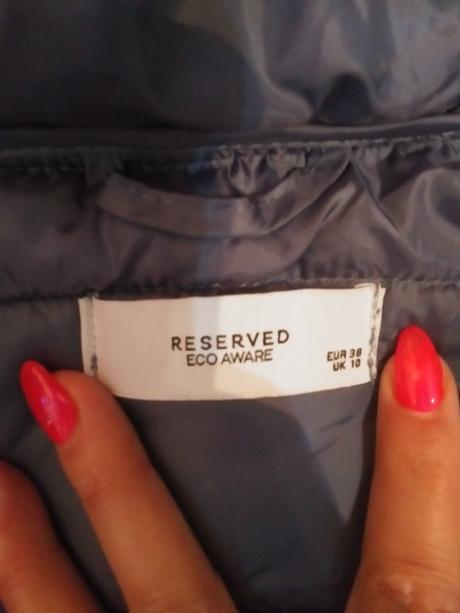 RESERVED
ECO AWARE
EUR 38
UK 10